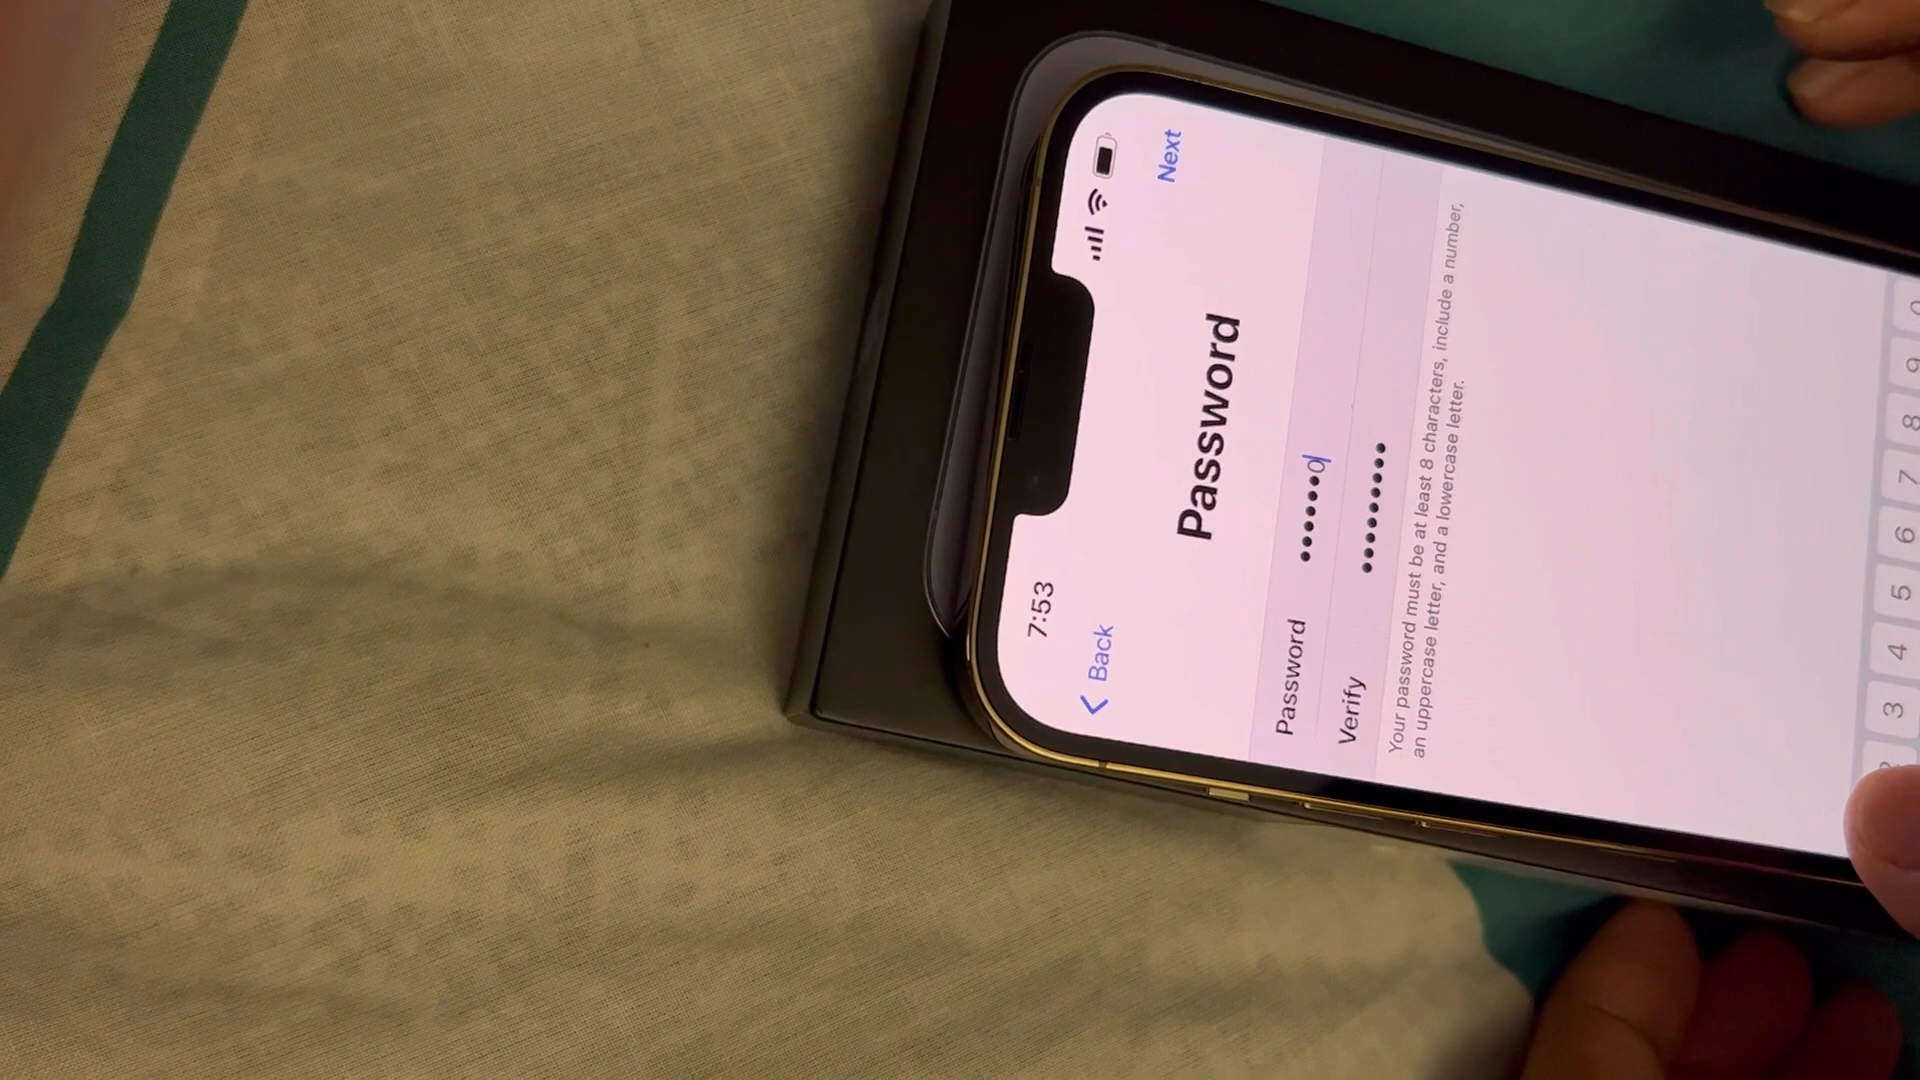 7:53
Back
Next
Password
Password •••••••0
Verify ••••••••••
Your password must be at least 8 characters, include a number,
an uppercase letter, and a lowercase letter.
3 4 5 6 7 8 9